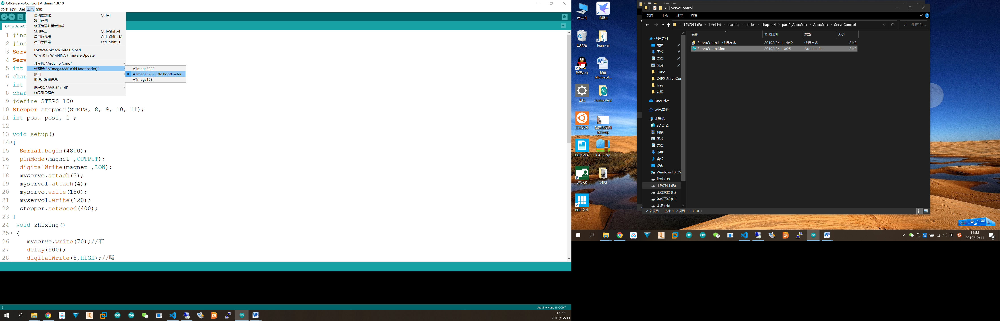 C4P2-ServoControl | Arduino 1.8.10
文件 编辑 项目 工具 帮助
自动格式化 Ctrl+T
项目存档
修正编码并重新加载
管理库... Ctrl+Shift+I
串口监视器 Ctrl+Shift+M
串口绘图器 Ctrl+Shift+L
ESP8266 Sketch Data Upload
WiFi101 / WiFiNINA Firmware Updater
开发板: "Arduino Nano"
处理器: "ATmega328P (Old Bootloader)"
端口
取得开发板信息
编程器: "AVRISP mkII"
烧录引导程序
ATmega328P
ATmega328P (Old Bootloader)
ATmega168
C4P2-ServoCo
1 #inc
2 #inc
3 Serv
4 Serv
5 int
6 char
7 int
8 char
9 #define STEPS 100
10 Stepper stepper(STEPS, 8, 9, 10, 11);
11 int pos, pos1, i ;
12
13 void setup()
14 {
15 Serial.begin(4800);
16 pinMode(magnet ,OUTPUT);
17 digitalWrite(magnet ,LOW);
18 myservo.attach(3);
19 myservo1.attach(4);
20 myservo.write(150);
21 myservo1.write(120);
22 stepper.setSpeed(400);
23 }
24 void zhixing()
25 {
26 myservo.write(70);//右
27 delay(500);
28 digitalWrite(5,HIGH);//吸
21
Arduino Nano 在 COM7
14:53
2019/12/11
计算机
迅雷X
回收站
learn-ai
腾讯QQ
新建
Microsof...
工具
motor-test
工程软件
新建位图图
像.bmp
临时文档
C4P2.zip
WORK
C4P2
临时文件
ServoControl
文件 主页 共享 查看
工程项目 (E:) > 工作目录 > learn-ai > codes > chapter4 > part2_AutoSort > AutoSort > ServoControl
搜索"Se...
名称 修改日期 类型 大小
ServoControl - 快捷方式 2019/12/11 14:42 快捷方式 2 KB
ServoControl.ino 2019/12/11 0:25 Arduino file 2 KB
快速访问
桌面
下载
文档
图片
C4P2
C4P2-ServoCor
files
发票
OneDrive
WPS网盘
计算机
3D 对象
视频
图片
文档
下载
音乐
桌面
Windows10 OS
软件 (D:)
工程项目 (E:)
工程文档 (F:)
备份下载 (G:)
U 盘 (H:)
2 个项目 | 选中 1 个项目 1.13 KB |
英
英
14:53
2019/12/11
4